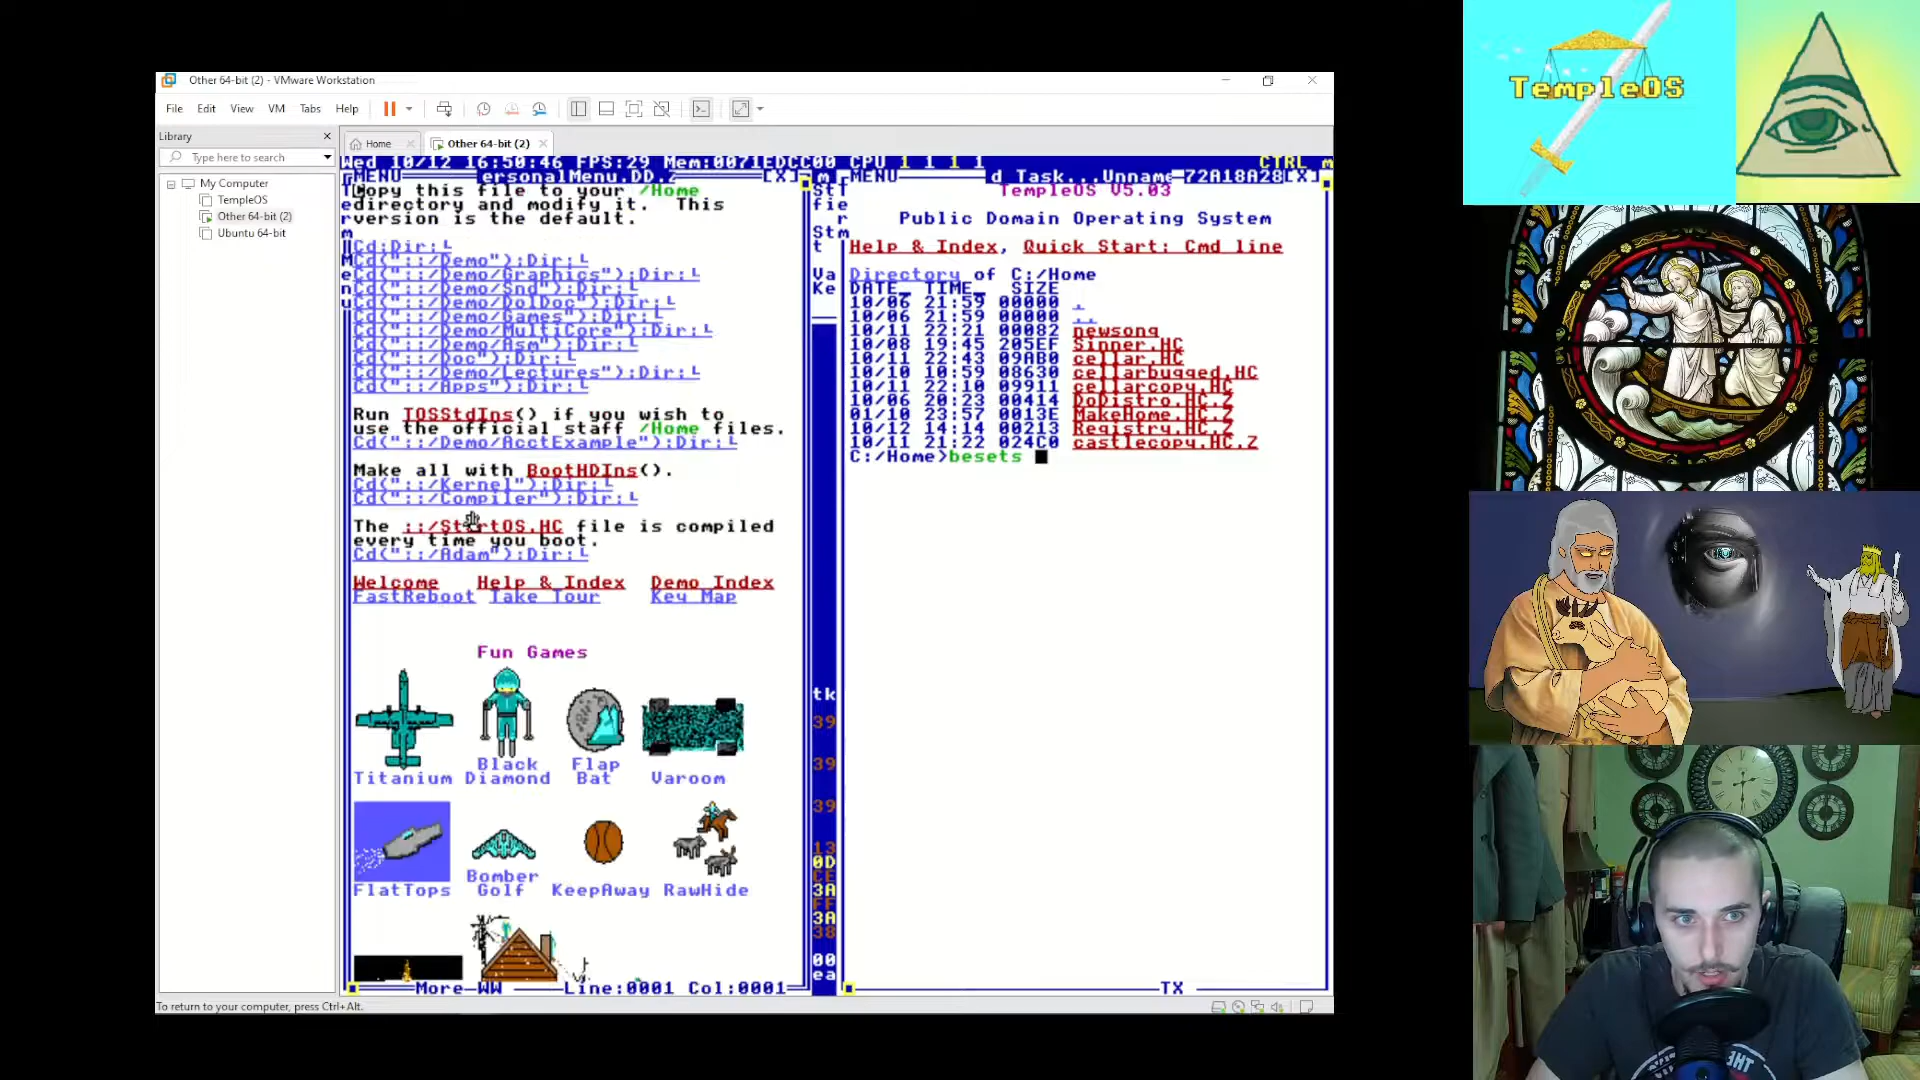 Other 64-bit (2) - VMware Workstation
File Edit View VM Tabs Help
Library
Type here to search
My Computer
TempleOS
Other 64-bit (2)
Ubuntu 64-bit
Home
Other 64-bit (2)
Wed 10/12 16:50:46 FPS:29 Mem:0071EDCC00 CPU 1 1 1 1 CTRL m
MENU ersonalMenu.DD.Z [X]
Copy this file to your /Home
directory and modify it. This
version is the default.
Cd;Dir;
Cd("::/Demo");Dir;
Cd("::/Demo/Graphics");Dir;
Cd("::/Demo/Snd");Dir;
Cd("::/Demo/DolDoc");Dir;
Cd("::/Demo/Games");Dir;
Cd("::/Demo/MultiCore");Dir;
Cd("::/Demo/Asm");Dir;
Cd("::/Doc");Dir;
Cd("::/Demo/Lectures");Dir;
Cd("::/Apps");Dir;
Run TOSStdIns() if you wish to
use the official staff /Home files.
Cd("::/Demo/AcctExample");Dir;
Make all with BootHDIns().
Cd("::/Kernel");Dir;
Cd("::/Compiler");Dir;
The ::/StartOS.HC file is compiled
every time you boot.
Cd("::/Adam");Dir;
Welcome Help & Index Demo Index
FastReboot Take Tour Key Map
Fun Games
Titanium
Black Diamond
Flap Bat
Varoom
FlatTops
Bomber Golf
KeepAway
RawHide
More WW Line:0001 Col:0001
MENU d Task...Unname 72A18A28[X]
TempleOS V5.03
Public Domain Operating System
Help & Index, Quick Start: Cmd line
Directory of C:/Home
DATE_ TIME_ SIZE
10/06 21:59 00000 .
10/06 21:59 00000 ..
10/11 22:21 00082 newsong
10/08 19:45 205EF Sinner.HC
10/11 22:43 09AB0 cellar.HC
10/10 10:59 08630 cellarbugged.HC
10/11 22:10 09911 cellarcopy.HC
10/06 20:23 00414 DoDistro.HC.Z
01/10 23:57 0013E MakeHome.HC.Z
10/12 14:14 00213 Registry.HC.Z
10/11 21:22 024C0 castlecopy.HC.Z
C:/Home>besets
TX
To return to your computer, press Ctrl+Alt.
TempleOS